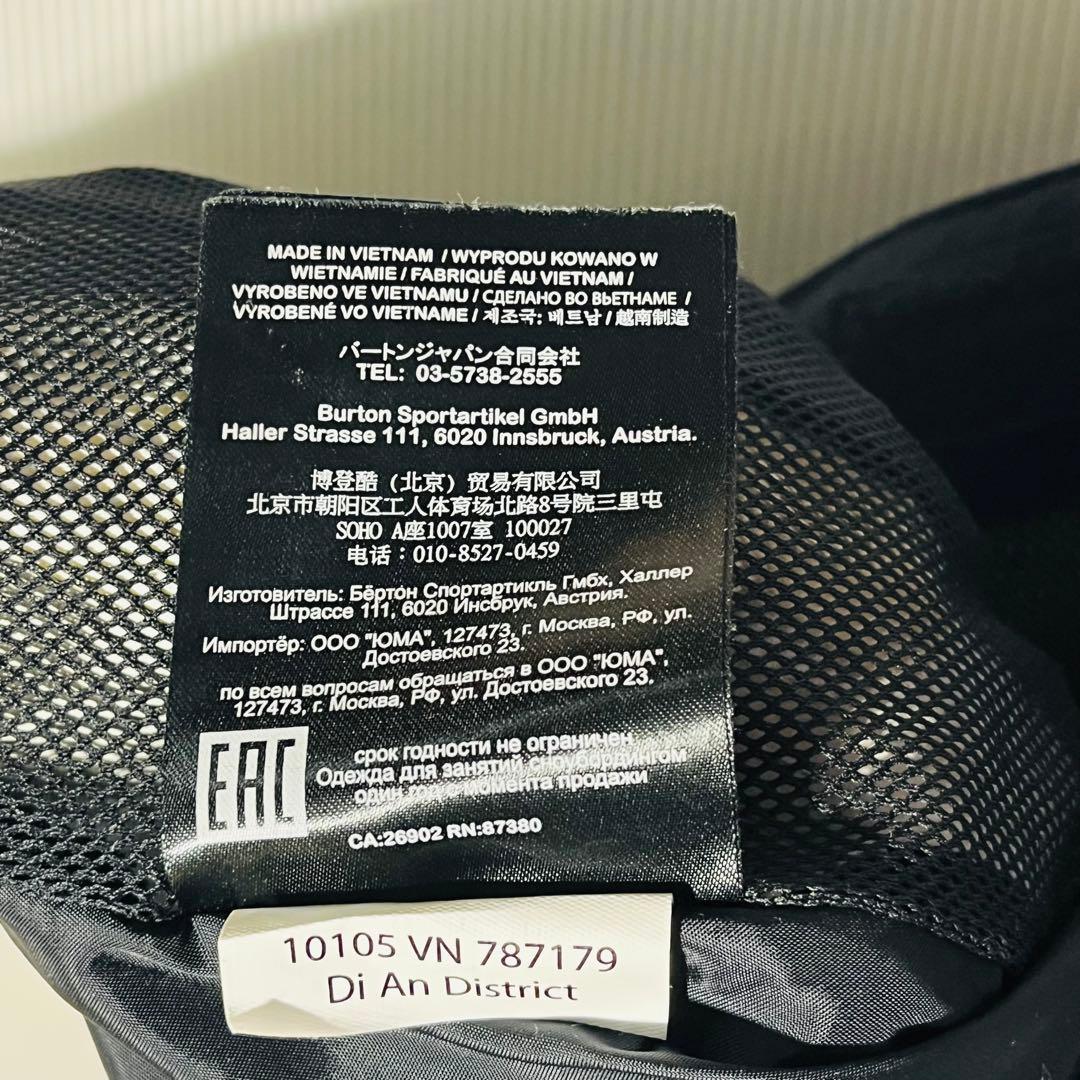 MADE IN VIETNAM / WYPRODU KOWANO W
WIETNAMIE / FABRIQUÉ AU VIETNAM /
VYROBENO VE VIETNAMU / СДЕЛАНО ВО ВЬЕТНАМЕ /
VYROBENÉ VO VIETNAME / 제조국: 베트남 / 越南制造
バートンジャパン合同会社
TEL: 03-5738-2555
Burton Sportartikel GmbH
Haller Strasse 111, 6020 Innsbruck, Austria.
博登酷（北京）贸易有限公司
北京市朝阳区工人体育场北路8号院三里屯
SOHO A座1007室 100027
电话：010-8527-0459
Изготовитель: Бёртон Спортартикль Гмбх, Халлер
Штрассе 111, 6020 Инсбрук, Австрия.
Импортёр: ООО "ЮМА", 127473, г. Москва, РФ, ул.
Достоевского 23.
по всем вопросам обращаться в ООО "ЮМА",
127473, г. Москва, РФ, ул. Достоевского 23.
EAC
срок годности не ограничен
Одежда для занятий сноубордингом
один год с момента продажи
CA:26902 RN:87380
10105 VN 787179
Di An District